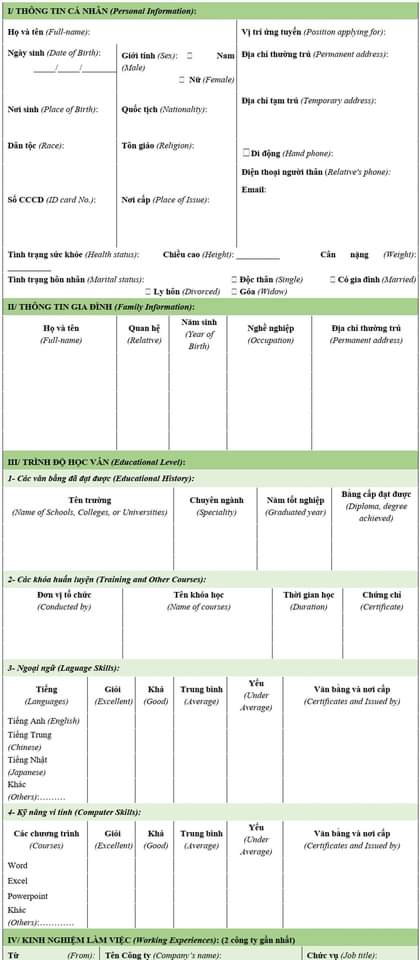 I/ THÔNG TIN CÁ NHÂN (Personal Information):
Họ và tên (Full-name):
Vị trí ứng tuyển (Position applying for):
Ngày sinh (Date of Birth):
____/____/______
Giới tính (Sex): ☐ Nam
(Male)
☐ Nữ (Female)
Địa chỉ thường trú (Permanent address):
Địa chỉ tạm trú (Temporary address):
Nơi sinh (Place of Birth):
Quốc tịch (Nationality):
Dân tộc (Race):
Tôn giáo (Religion):
☐ Di động (Hand phone):
Điện thoại người thân (Relative's phone):
Email:
Số CCCD (ID card No.):
Nơi cấp (Place of Issue):
Tình trạng sức khỏe (Health status): Chiều cao (Height): ________ Cân nặng (Weight):
________
Tình trạng hôn nhân (Marital status): ☐ Độc thân (Single) ☐ Có gia đình (Married)
☐ Ly hôn (Divorced) ☐ Góa (Widow)
II/ THÔNG TIN GIA ĐÌNH (Family Information):
Họ và tên
(Full-name)
Quan hệ
(Relative)
Năm sinh
(Year of
Birth)
Nghề nghiệp
(Occupation)
Địa chỉ thường trú
(Permanent address)
III/ TRÌNH ĐỘ HỌC VẤN (Educational Level):
1- Các văn bằng đã đạt được (Educational History):
Tên trường
(Name of Schools, Colleges, or Universities)
Chuyên ngành
(Speciality)
Năm tốt nghiệp
(Graduated year)
Bằng cấp đạt được
(Diploma, degree
achieved)
2- Các khóa huấn luyện (Training and Other Courses):
Đơn vị tổ chức
(Conducted by)
Tên khóa học
(Name of courses)
Thời gian học
(Duration)
Chứng chỉ
(Certificate)
3- Ngoại ngữ (Laguage Skills):
Tiếng
(Languages)
Giỏi
(Excellent)
Khá
(Good)
Trung bình
(Average)
Yếu
(Under
Average)
Văn bằng và nơi cấp
(Certificates and Issued by)
Tiếng Anh (English)
Tiếng Trung
(Chinese)
Tiếng Nhật
(Japanese)
Khác
(Others):………
4- Kỹ năng vi tính (Computer Skills):
Các chương trình
(Courses)
Giỏi
(Excellent)
Khá
(Good)
Trung bình
(Average)
Yếu
(Under
Average)
Văn bằng và nơi cấp
(Certificates and Issued by)
Word
Excel
Powerpoint
Khác
(Others):…………
IV/ KINH NGHIỆM LÀM VIỆC (Working Experiences): (2 công ty gần nhất)
Từ (From): Tên Công ty (Company's name): Chức vụ (Job title):